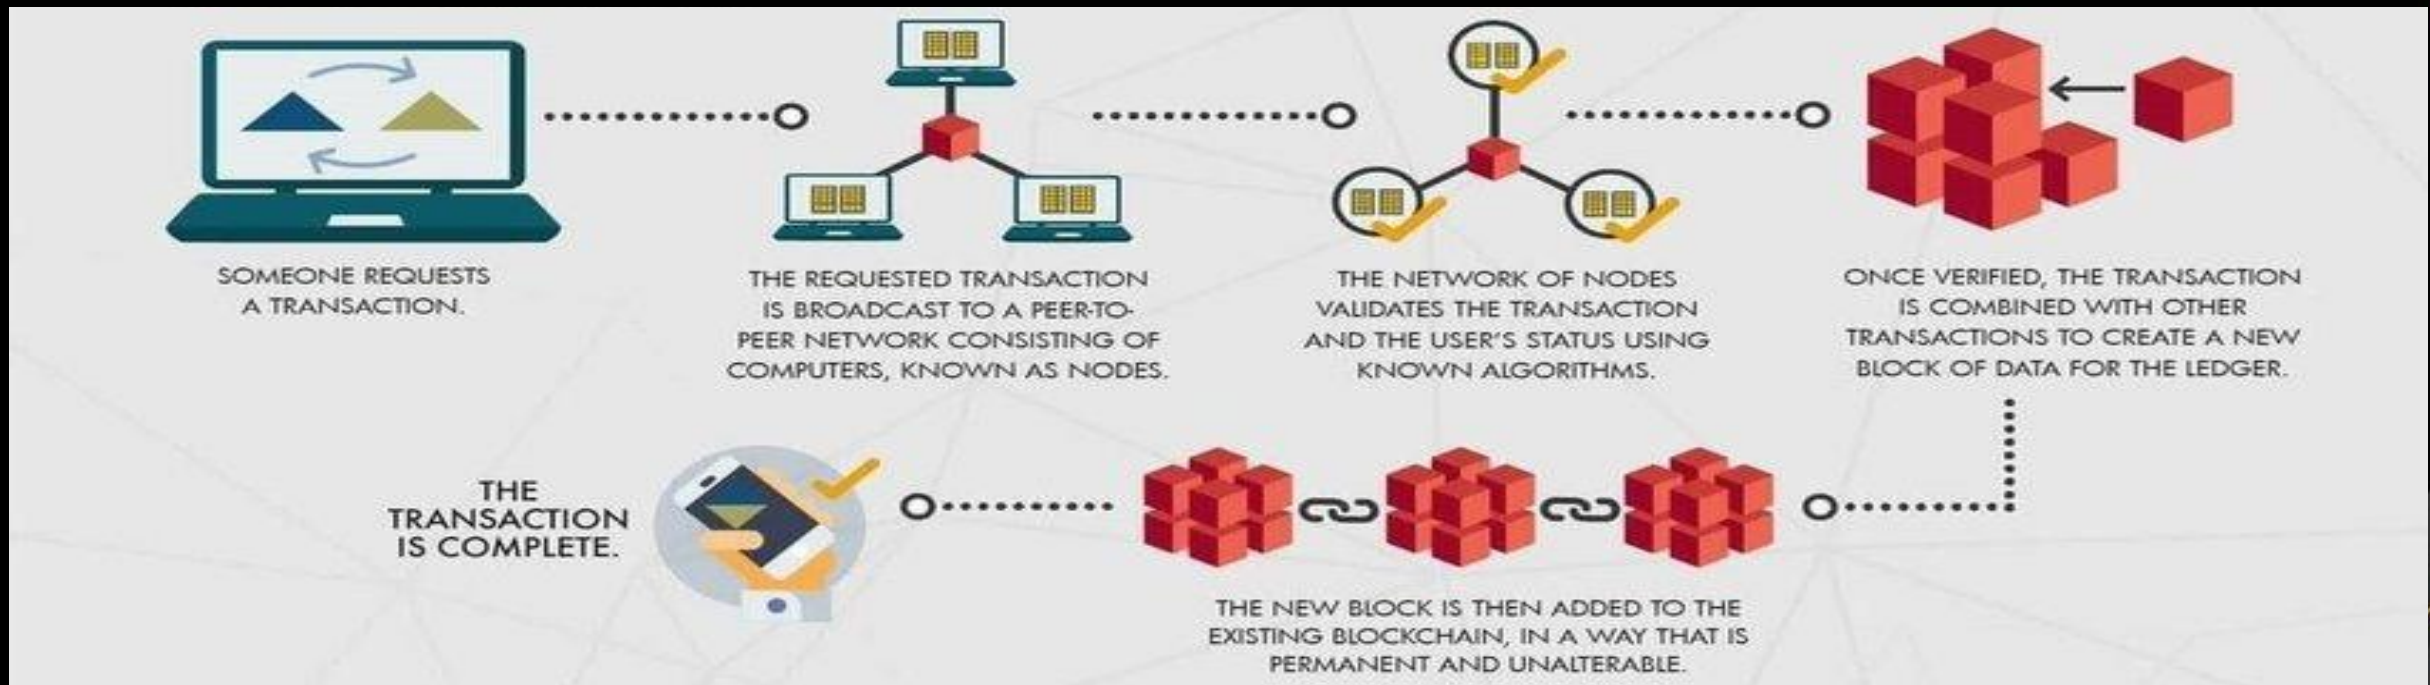 SOMEONE REQUESTS
A TRANSACTION.
THE REQUESTED TRANSACTION
IS BROADCAST TO A PEER-TO-
PEER NETWORK CONSISTING OF
COMPUTERS, KNOWN AS NODES.
THE NETWORK OF NODES
VALIDATES THE TRANSACTION
AND THE USER'S STATUS USING
KNOWN ALGORITHMS.
ONCE VERIFIED, THE TRANSACTION
IS COMBINED WITH OTHER
TRANSACTIONS TO CREATE A NEW
BLOCK OF DATA FOR THE LEDGER.
THE NEW BLOCK IS THEN ADDED TO THE
EXISTING BLOCKCHAIN, IN A WAY THAT IS
PERMANENT AND UNALTERABLE.
THE
TRANSACTION
IS COMPLETE.